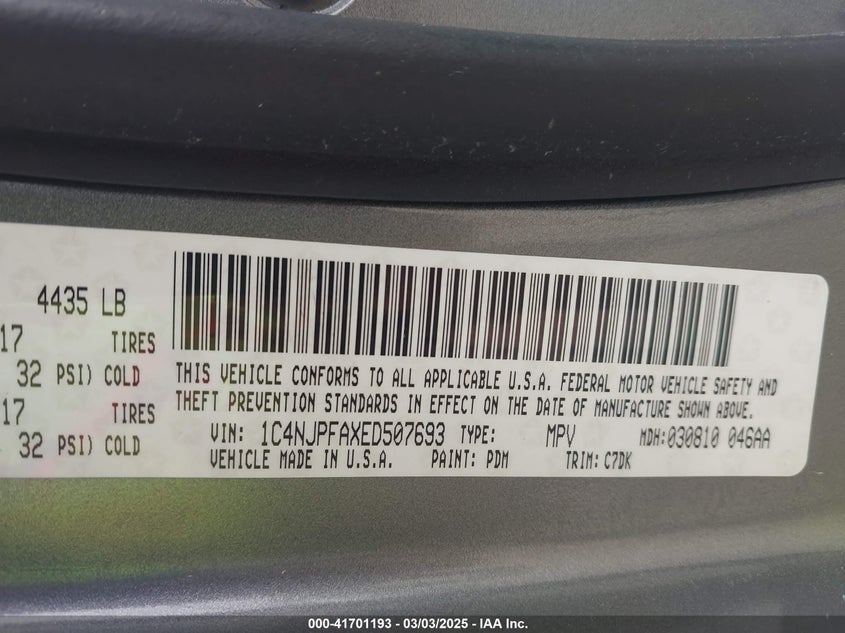 4435 LB
17 TIRES
32 PSI) COLD
17 TIRES
32 PSI) COLD
THIS VEHICLE CONFORMS TO ALL APPLICABLE U.S.A. FEDERAL MOTOR VEHICLE SAFETY AND
THEFT PREVENTION STANDARDS IN EFFECT ON THE DATE OF MANUFACTURE SHOWN ABOVE.
VIN: 1C4NJPFAXED507693 TYPE: MPV MDH:030810 046AA
VEHICLE MADE IN U.S.A. PAINT: PDM TRIM: C7DK
000-41701193 - 03/03/2025 - IAA Inc.